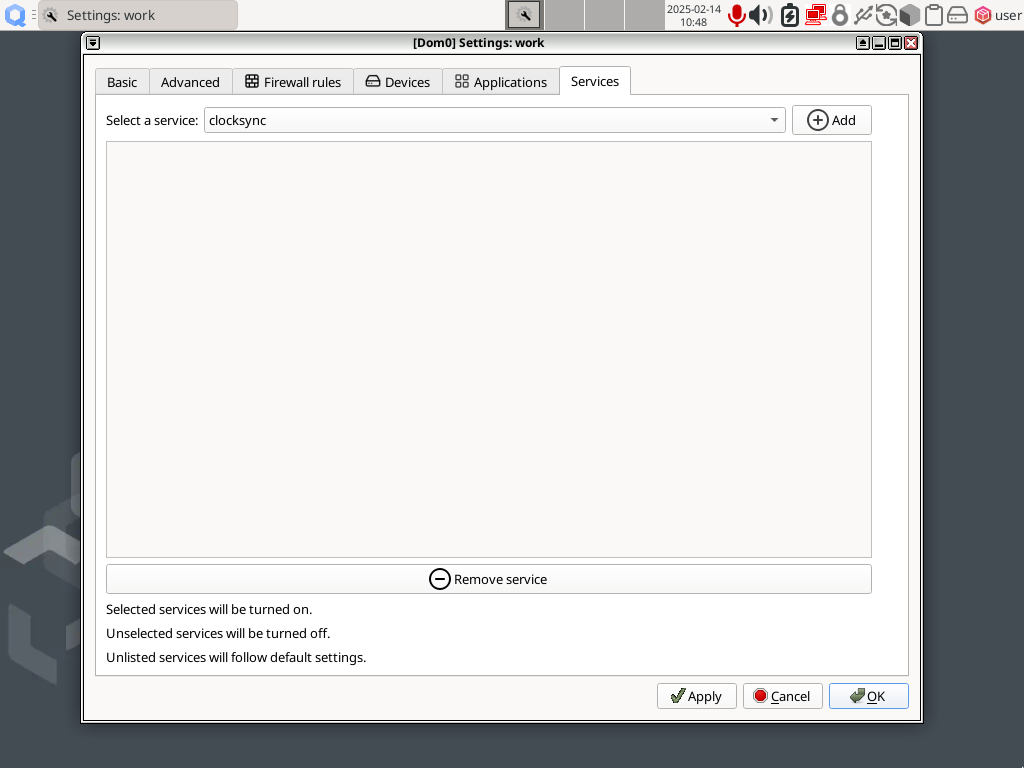 Settings: work
2025-02-14
10:48
user
[Dom0] Settings: work
Basic
Advanced
Firewall rules
Devices
Applications
Services
Select a service:
clocksync
Add
Remove service
Selected services will be turned on.
Unselected services will be turned off.
Unlisted services will follow default settings.
Apply
Cancel
OK